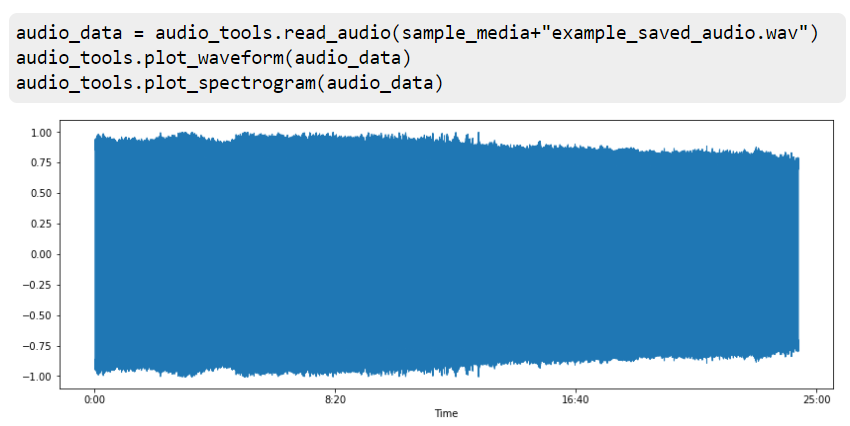 audio_data = audio_tools.read_audio(sample_media+"example_saved_audio.wav")
audio_tools.plot_waveform(audio_data)
audio_tools.plot_spectrogram(audio_data)
1.00
0.75
0.50
0.25
0.00
−0.25
−0.50
−0.75
−1.00
0:00 8:20 16:40 25:00
Time